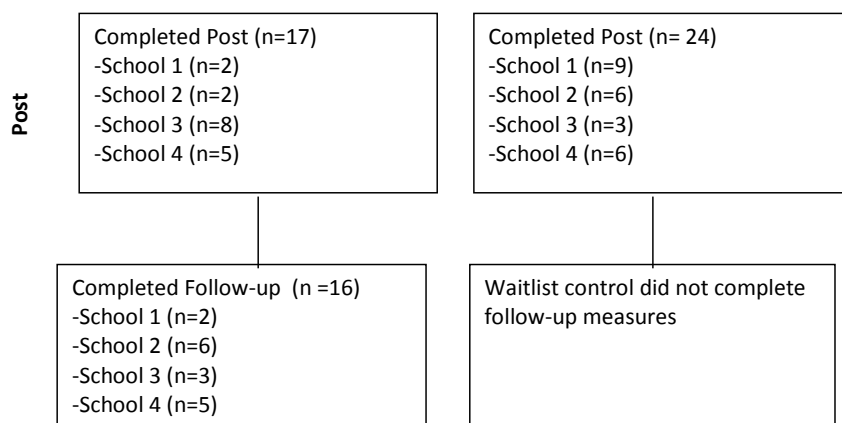 Post
Completed Post (n=17)
-School 1 (n=2)
-School 2 (n=2)
-School 3 (n=8)
-School 4 (n=5)
Completed Post (n= 24)
-School 1 (n=9)
-School 2 (n=6)
-School 3 (n=3)
-School 4 (n=6)
Completed Follow-up (n =16)
-School 1 (n=2)
-School 2 (n=6)
-School 3 (n=3)
-School 4 (n=5)
Waitlist control did not complete
follow-up measures